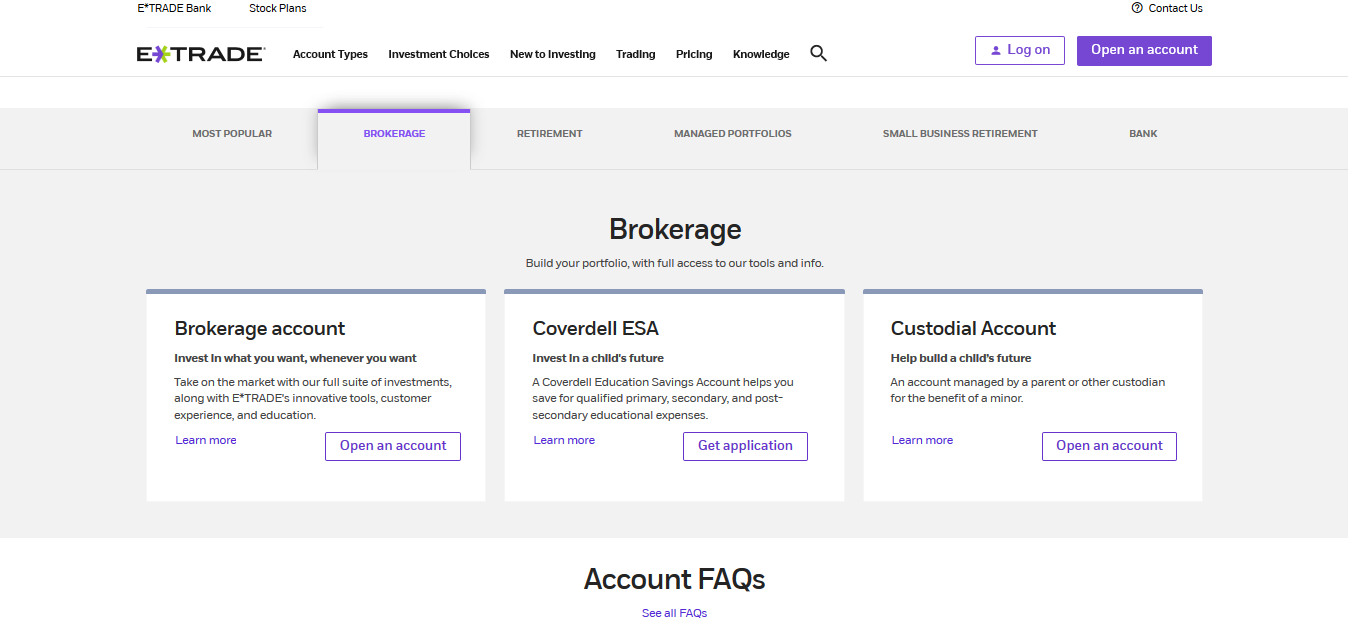 E*TRADE Bank Stock Plans Contact Us
E*TRADE Account Types Investment Choices New to Investing Trading Pricing Knowledge Log on Open an account
MOST POPULAR BROKERAGE RETIREMENT MANAGED PORTFOLIOS SMALL BUSINESS RETIREMENT BANK
Brokerage
Build your portfolio, with full access to our tools and info.
Brokerage account
Invest in what you want, whenever you want
Take on the market with our full suite of investments,
along with E*TRADE's innovative tools, customer
experience, and education.
Learn more Open an account
Coverdell ESA
Invest in a child's future
A Coverdell Education Savings Account helps you
save for qualified primary, secondary, and post-
secondary educational expenses.
Learn more Get application
Custodial Account
Help build a child's future
An account managed by a parent or other custodian
for the benefit of a minor.
Learn more Open an account
Account FAQs
See all FAQs